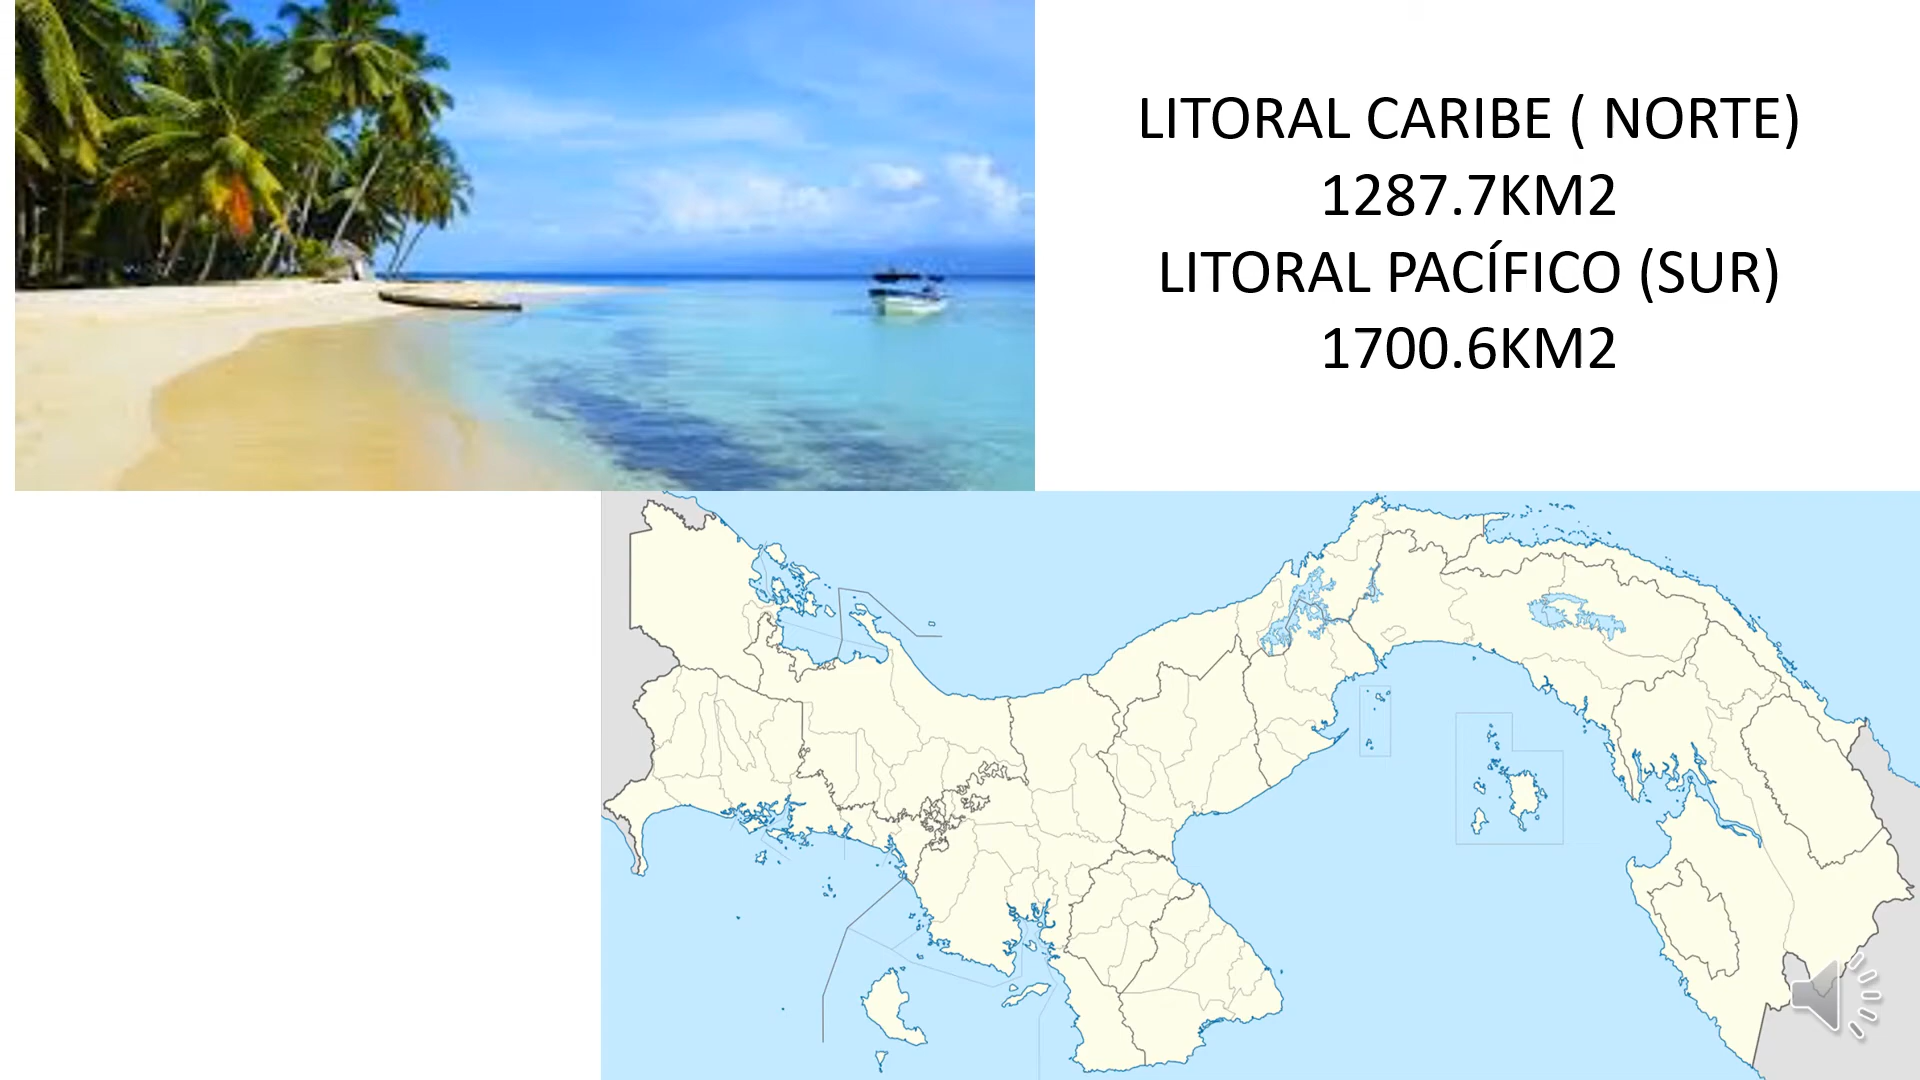 LITORAL CARIBE ( NORTE)
1287.7KM2
LITORAL PACÍFICO (SUR)
1700.6KM2